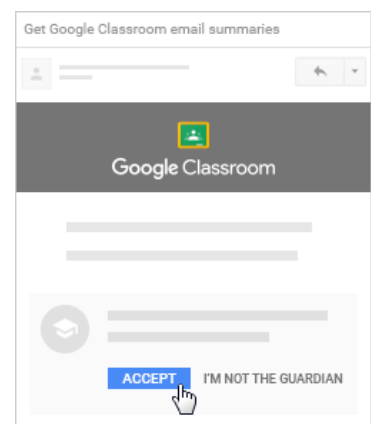 Get Google Classroom email summaries
Google Classroom
ACCEPT I'M NOT THE GUARDIAN